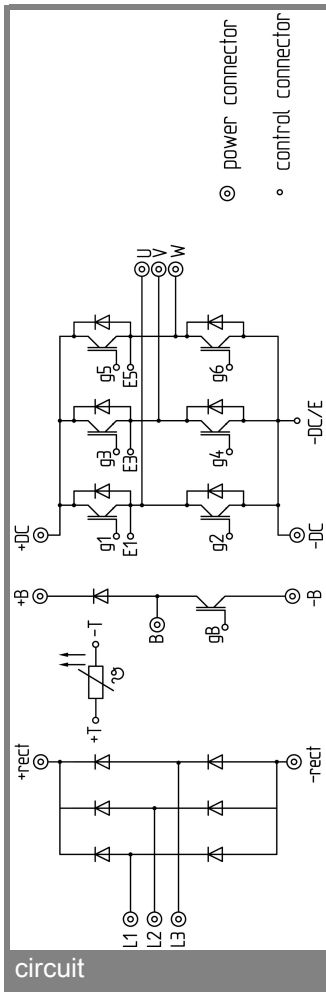 power connector
control connector
U
V
W
+DC
g1
E1
g3
E3
g5
E5
g2
g4
g6
-DC
-DC/E
+B
B
gB
-B
+T
-T
ϑ
+rect
-rect
L1
L2
L3
circuit